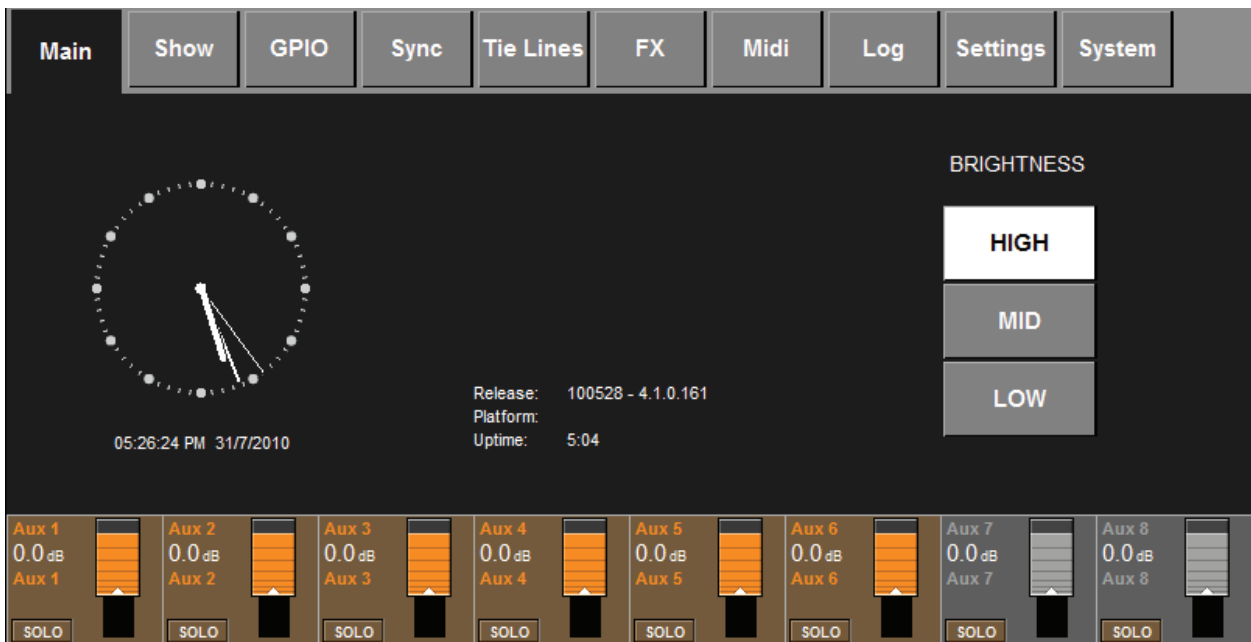 Main Show GPIO Sync Tie Lines FX Midi Log Settings System
BRIGHTNESS
HIGH
MID
LOW
Release: 100528 - 4.1.0.161
Platform:
Uptime: 5:04
05:26:24 PM 31/7/2010
Aux 1 Aux 2 Aux 3 Aux 4 Aux 5 Aux 6 Aux 7 Aux 8
0.0 dB 0.0 dB 0.0 dB 0.0 dB 0.0 dB 0.0 dB 0.0 dB 0.0 dB
Aux 1 Aux 2 Aux 3 Aux 4 Aux 5 Aux 6 Aux 7 Aux 8
SOLO SOLO SOLO SOLO SOLO SOLO SOLO SOLO